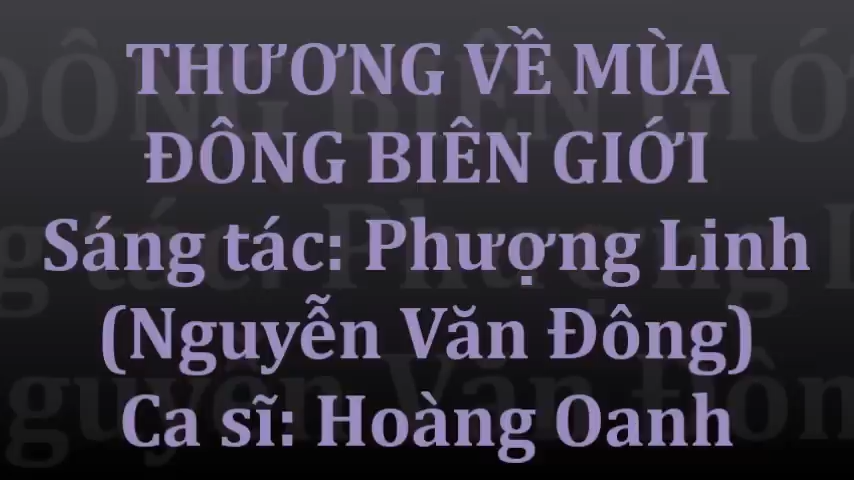 THƯƠNG VỀ MÙA
ĐÔNG BIÊN GIỚI
Sáng tác: Phượng Linh
(Nguyễn Văn Đông)
Ca sĩ: Hoàng Oanh